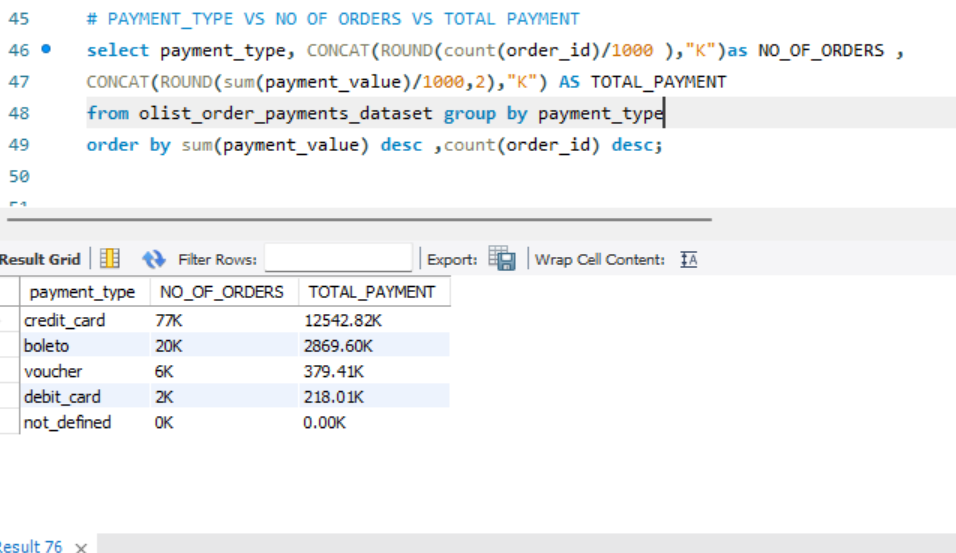 45 # PAYMENT_TYPE VS NO OF ORDERS VS TOTAL PAYMENT
46 select payment_type, CONCAT(ROUND(count(order_id)/1000 ),"K")as NO_OF_ORDERS ,
47 CONCAT(ROUND(sum(payment_value)/1000,2),"K") AS TOTAL_PAYMENT
48 from olist_order_payments_dataset group by payment_type
49 order by sum(payment_value) desc ,count(order_id) desc;
50
51
Result Grid Filter Rows: Export: Wrap Cell Content: IA
payment_type NO_OF_ORDERS TOTAL_PAYMENT
credit_card 77K 12542.82K
boleto 20K 2869.60K
voucher 6K 379.41K
debit_card 2K 218.01K
not_defined 0K 0.00K
Result 76 ×